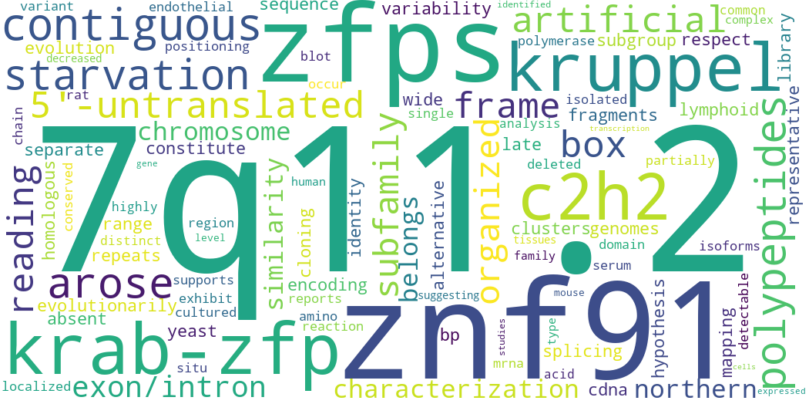 variant
endothelial
sequence
variability
identified
common
contiguous
zfps
artificial
complex
evolution
positioning
polymerase
subgroup
respect
library
decreased
blot
kruppel
starvation
rat
occur
wide
frame
isolated
lymphoid
representative
5'-untranslated
single
fragments
polypeptides
chain
chromosome
analysis
transcription
separate
constitute
late
box
deleted
partially
7q11.2
gene
similarity
subfamily
organized
reading
homologous
conserved
highly
human
identity
belongs
alternative
c2h2
range
region
cloning
clusters
genomes
distinct
level
tissues
domain
isoforms
repeats
family
arose
supports
encoding
serum
evolutionarily
exhibit
reports
suggesting
mouse
absent
cultured
amino
znf91
hypothesis
mapping
detectable
krab-zfp
yeast
reaction
bp
studies
type
situ
mrna
splicing
localized
exon/intron
characterization
acid
cdna
northern
cells
expressed